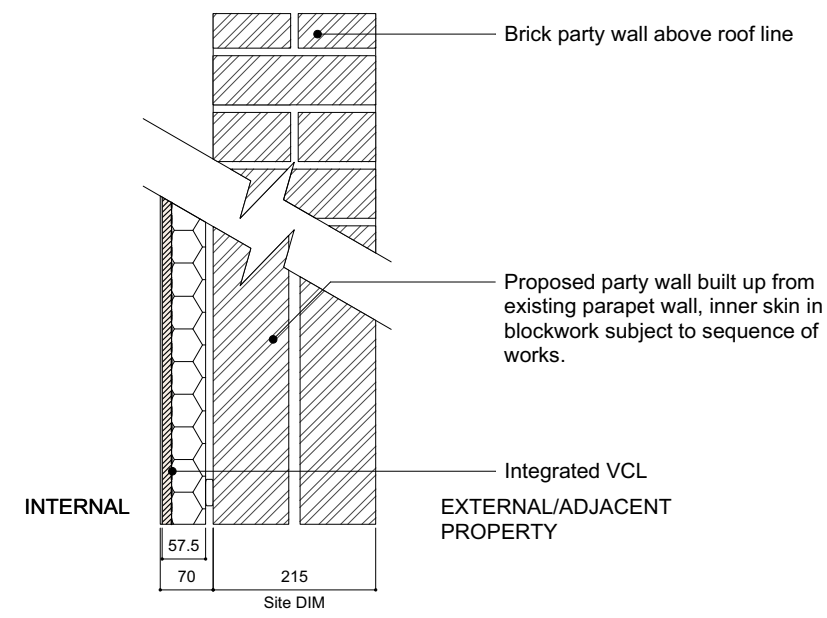 Brick party wall above roof line
Proposed party wall built up from
existing parapet wall, inner skin in
blockwork subject to sequence of
works.
Integrated VCL
INTERNAL
EXTERNAL/ADJACENT
PROPERTY
57.5
70
215
Site DIM